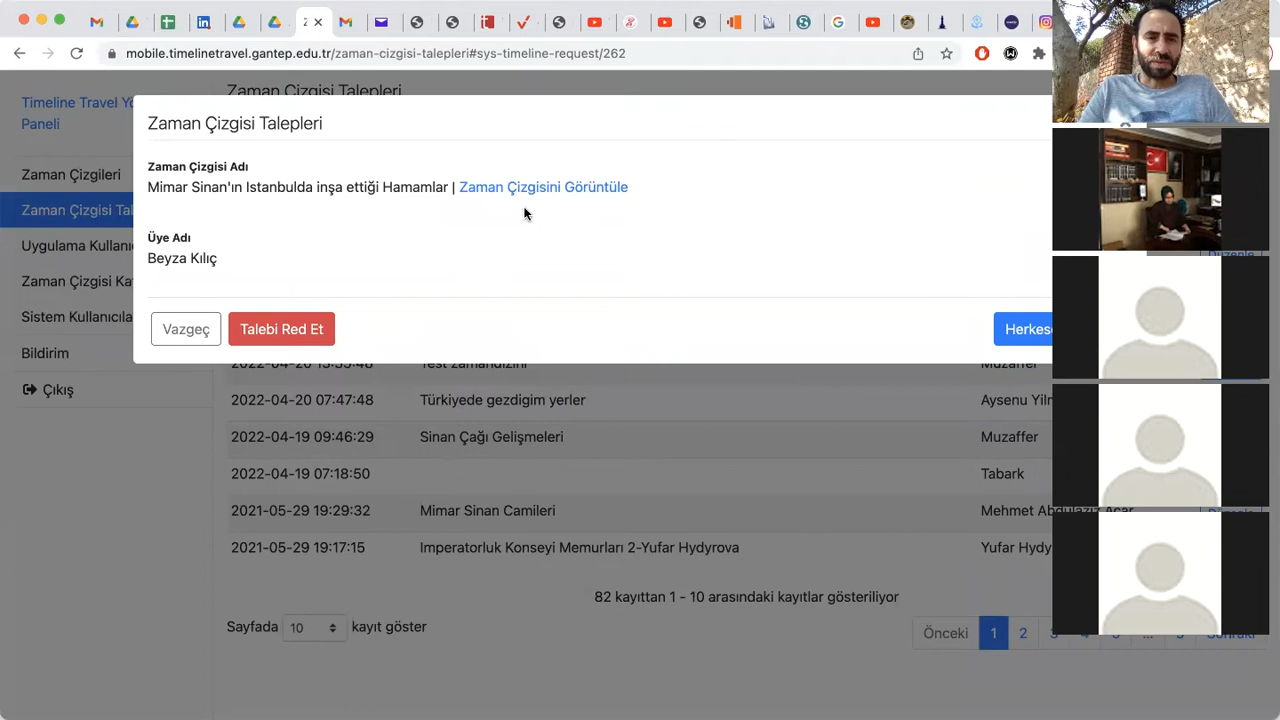 mobile.timelinetravel.gantep.edu.tr/zaman-cizgisi-talepleri#sys-timeline-request/262
Timeline Travel
Paneli
Zaman Çizgisi Talepleri
Zaman Çizgisi Talepleri
Zaman Çizgisi Adı
Mimar Sinan'ın Istanbulda inşa ettiği Hamamlar | Zaman Çizgisini Görüntüle
Üye Adı
Beyza Kılıç
Vazgeç
Talebi Red Et
Herkes
Zaman Çizgileri
Zaman Çizgisi Tal
Uygulama Kullanı
Zaman Çizgisi Ka
Sistem Kullanıcıla
Bildirim
Çıkış
Test zamandizini Muzaffer
2022-04-20 07:47:48 Türkiyede gezdigim yerler Aysenu Yıl
2022-04-19 09:46:29 Sinan Çağı Gelişmeleri Muzaffer
2022-04-19 07:18:50 Tabark
2021-05-29 19:29:32 Mimar Sinan Camileri Mehmet Abdulaziz Acar
2021-05-29 19:17:15 Imperatorluk Konseyi Memurları 2-Yufar Hydyrova Yufar Hydy
82 kayıttan 1 - 10 arasındaki kayıtlar gösteriliyor
Sayfada 10 kayıt göster
Önceki 1 2